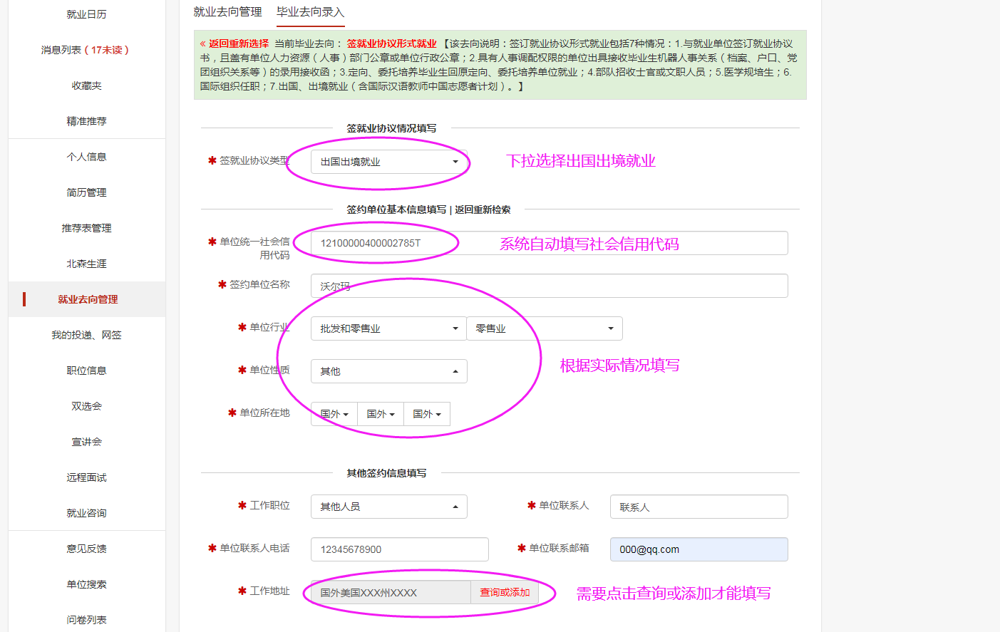 就业日历
消息列表（17未读）
收藏夹
精准推荐
个人信息
简历管理
推荐表管理
北森生涯
就业去向管理
我的投递、网签
职位信息
双选会
宣讲会
远程面试
就业咨询
意见反馈
单位搜索
问卷列表
就业去向管理 毕业去向录入
« 返回重新选择 当前毕业去向： 签就业协议形式就业 【该去向说明：签订就业协议形式就业包括7种情况：1.与就业单位签订就业协议
书，且盖有单位人力资源（人事）部门公章或单位行政公章；2.具有人事调配权限的单位出具接收毕业生机器人事关系（档案、户口、党
团组织关系等）的录用接收函；3.定向、委托培养毕业生回原定向、委托培养单位就业；4.部队招收士官或文职人员；5.医学规培生；6.
国际组织任职；7.出国、出境就业（含国际汉语教师中国志愿者计划）。】
签就业协议情况填写
✱ 签就业协议类型 出国出境就业 下拉选择出国出境就业
签约单位基本信息填写 | 返回重新检索
✱ 单位统一社会信
用代码 12100000400002785T 系统自动填写社会信用代码
✱ 签约单位名称 沃尔玛
✱ 单位行业 批发和零售业 零售业
✱ 单位性质 其他 根据实际情况填写
✱ 单位所在地 国外 国外 国外
其他签约信息填写
✱ 工作职位 其他人员 ✱ 单位联系人 联系人
✱ 单位联系人电话 12345678900 ✱ 单位联系邮箱 000@qq.com
✱ 工作地址 国外美国XXX州XXXX 查询或添加 需要点击查询或添加才能填写